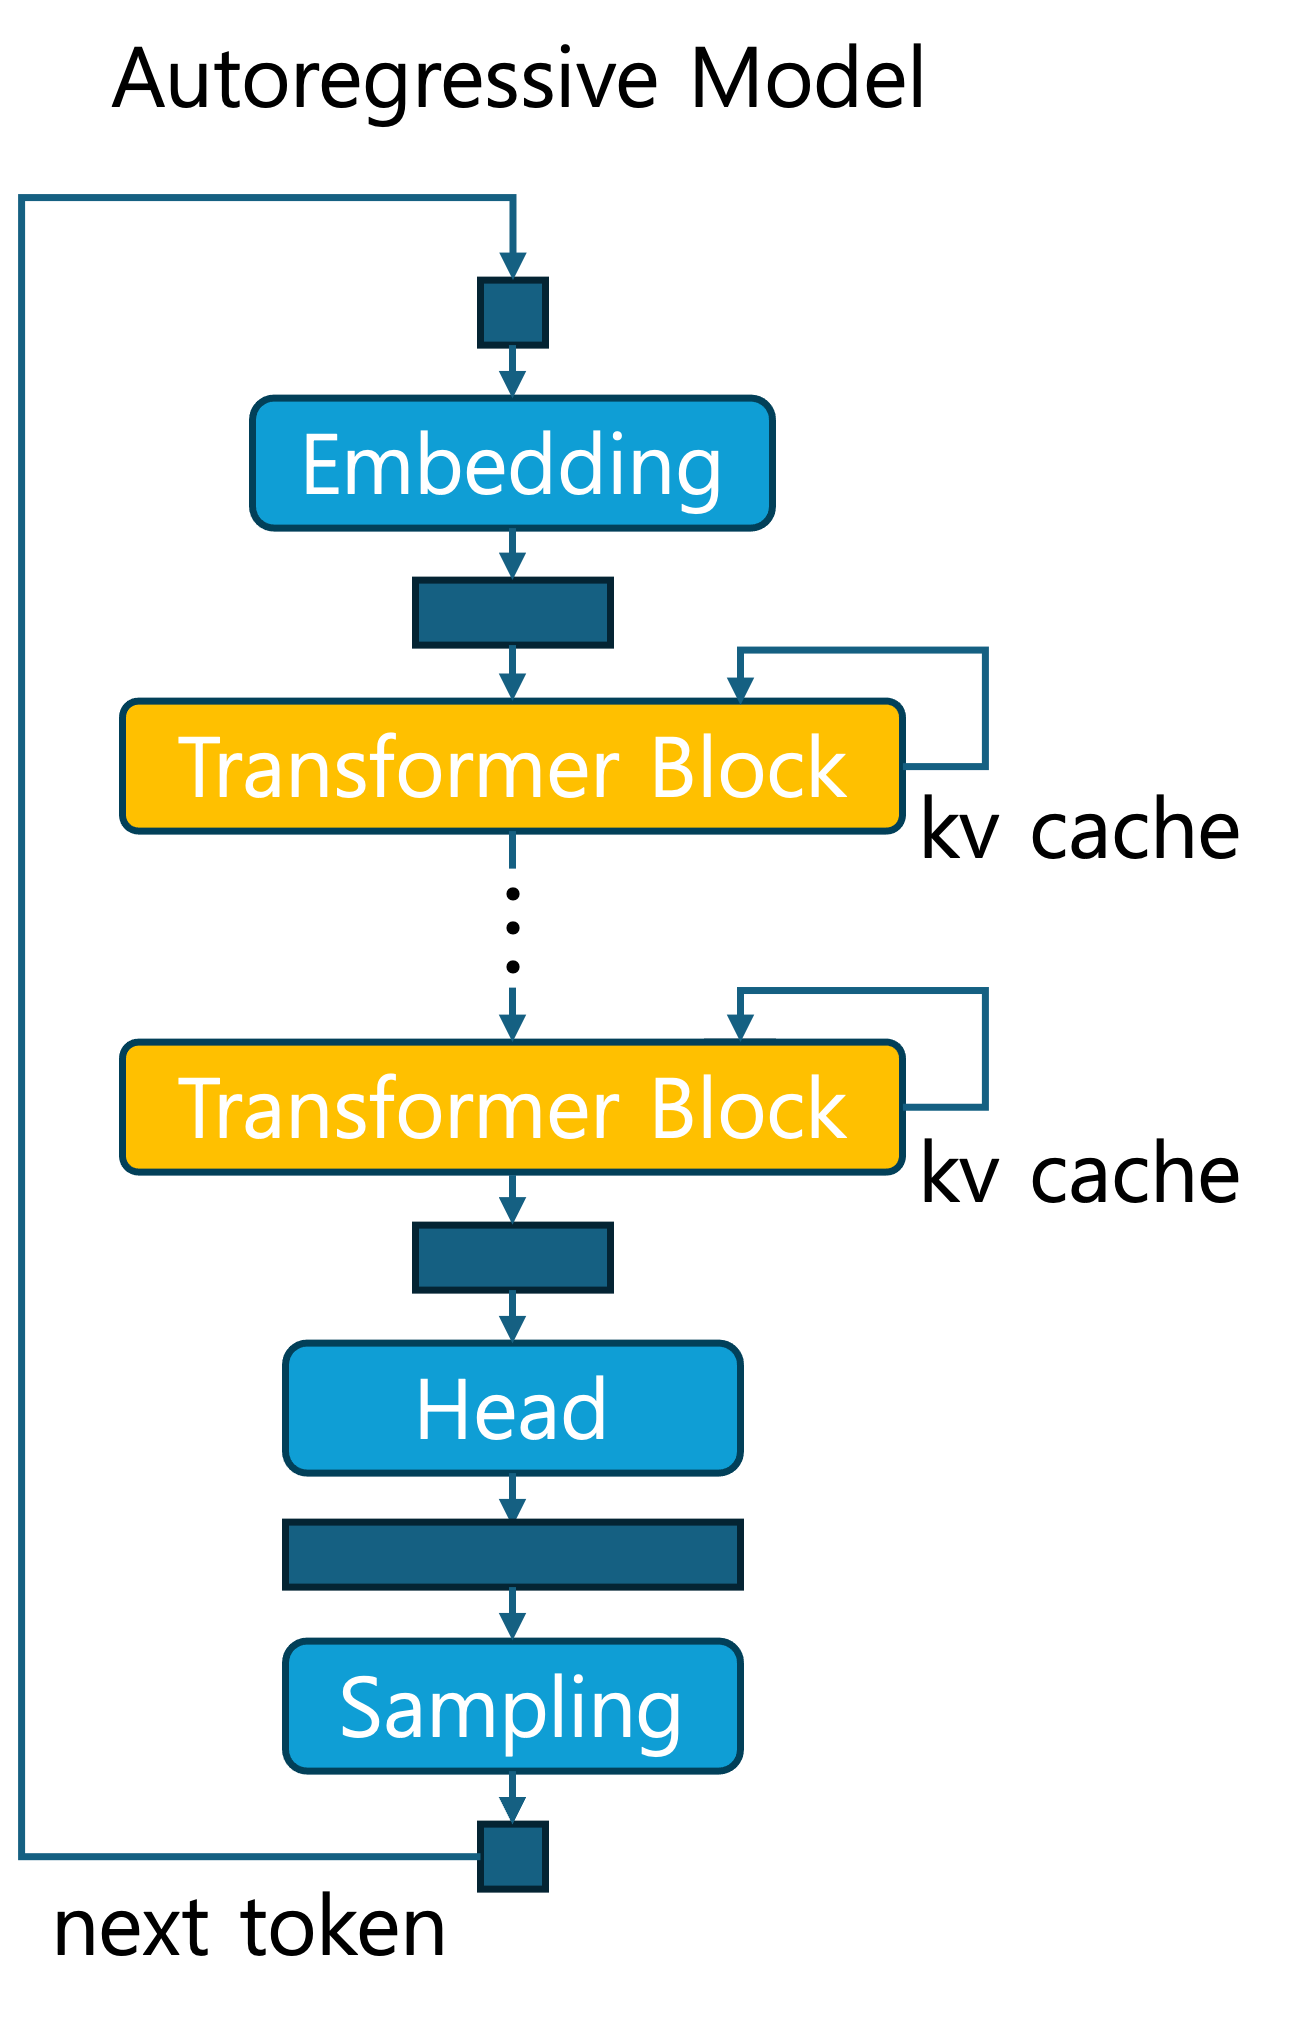 Autoregressive Model
Embedding
Transformer Block
kv cache
Transformer Block
kv cache
Head
Sampling
next token